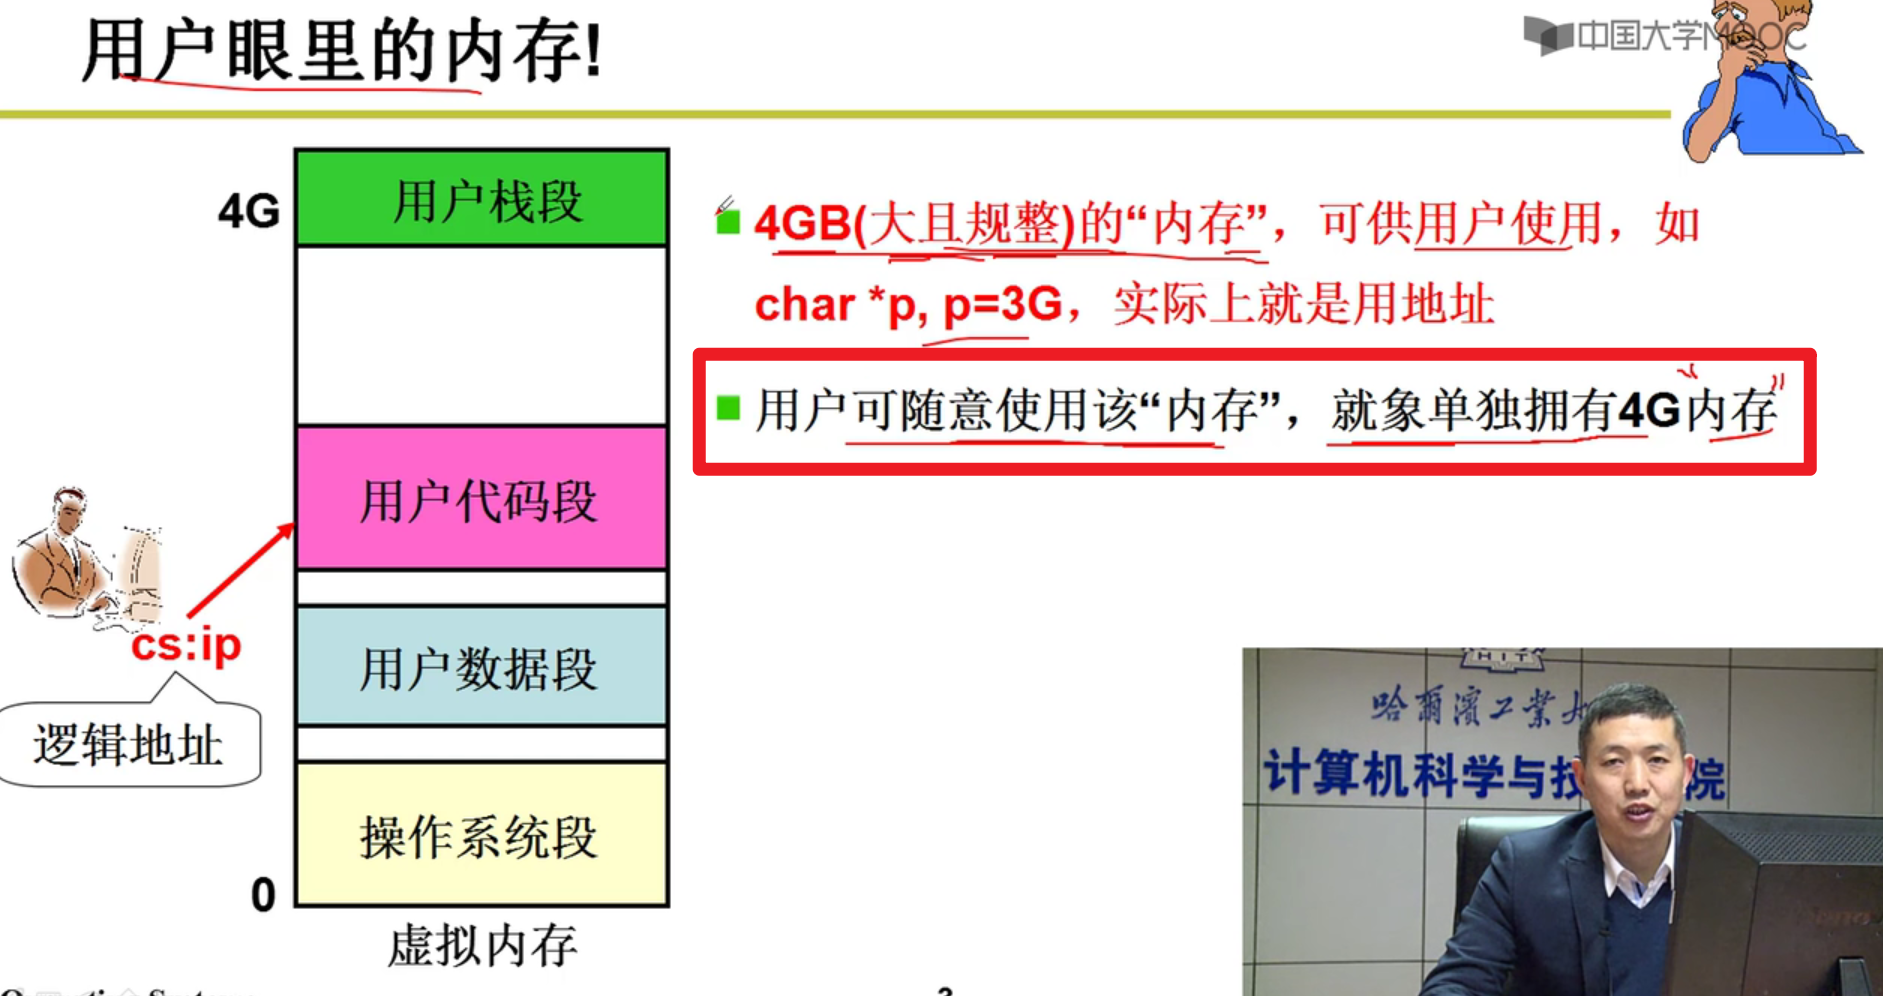 用户眼里的内存!
中国大学MOOC
4G
用户栈段
用户代码段
用户数据段
操作系统段
0
虚拟内存
cs:ip
逻辑地址
4GB(大且规整)的“内存”，可供用户使用，如
char *p, p=3G，实际上就是用地址
用户可随意使用该“内存”，就象单独拥有4G内存
HIT
哈爾濱工業大
计算机科学与技 院
3